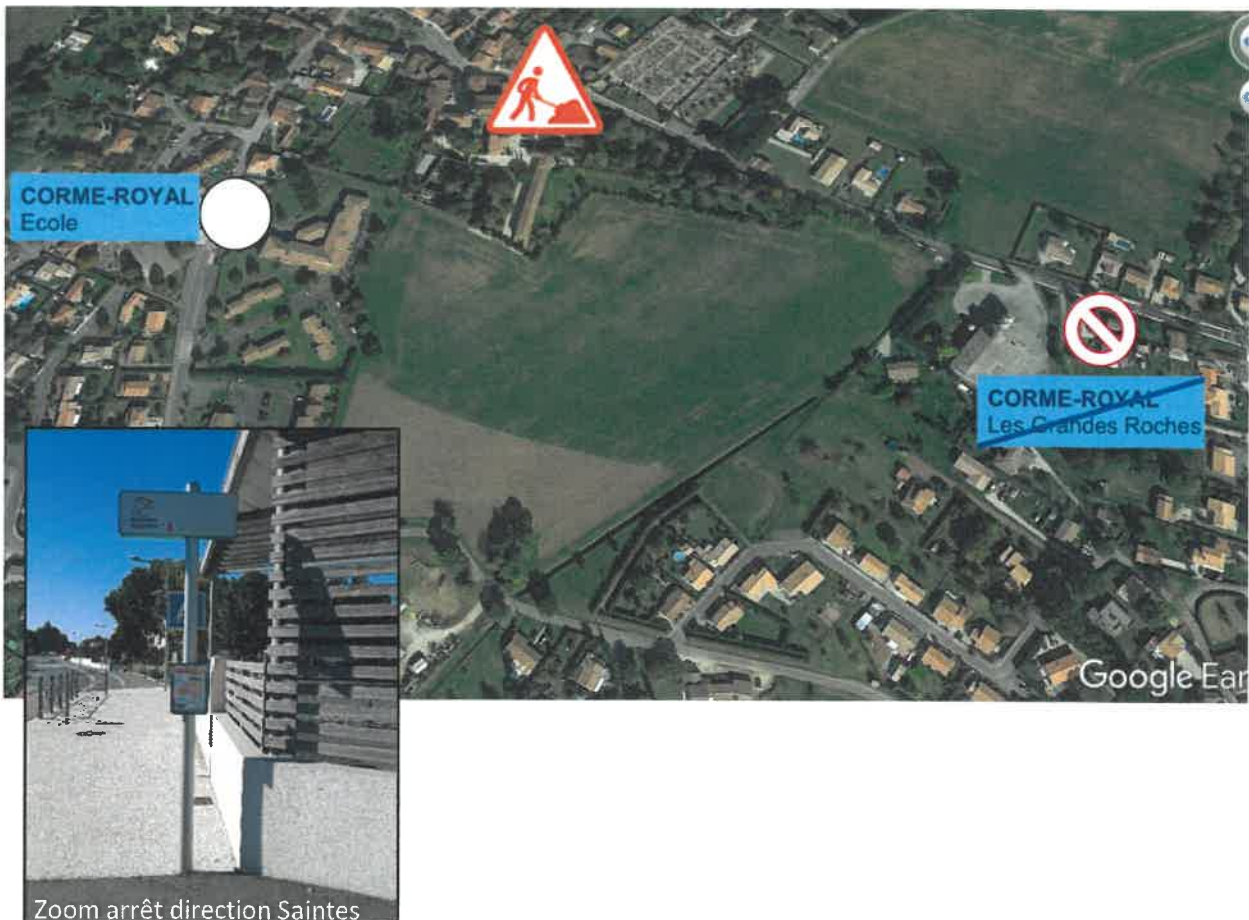 CORME-ROYAL
Ecole
CORME-ROYAL
Les Grandes Roches
Google Ear
Zoom arrêt direction Saintes